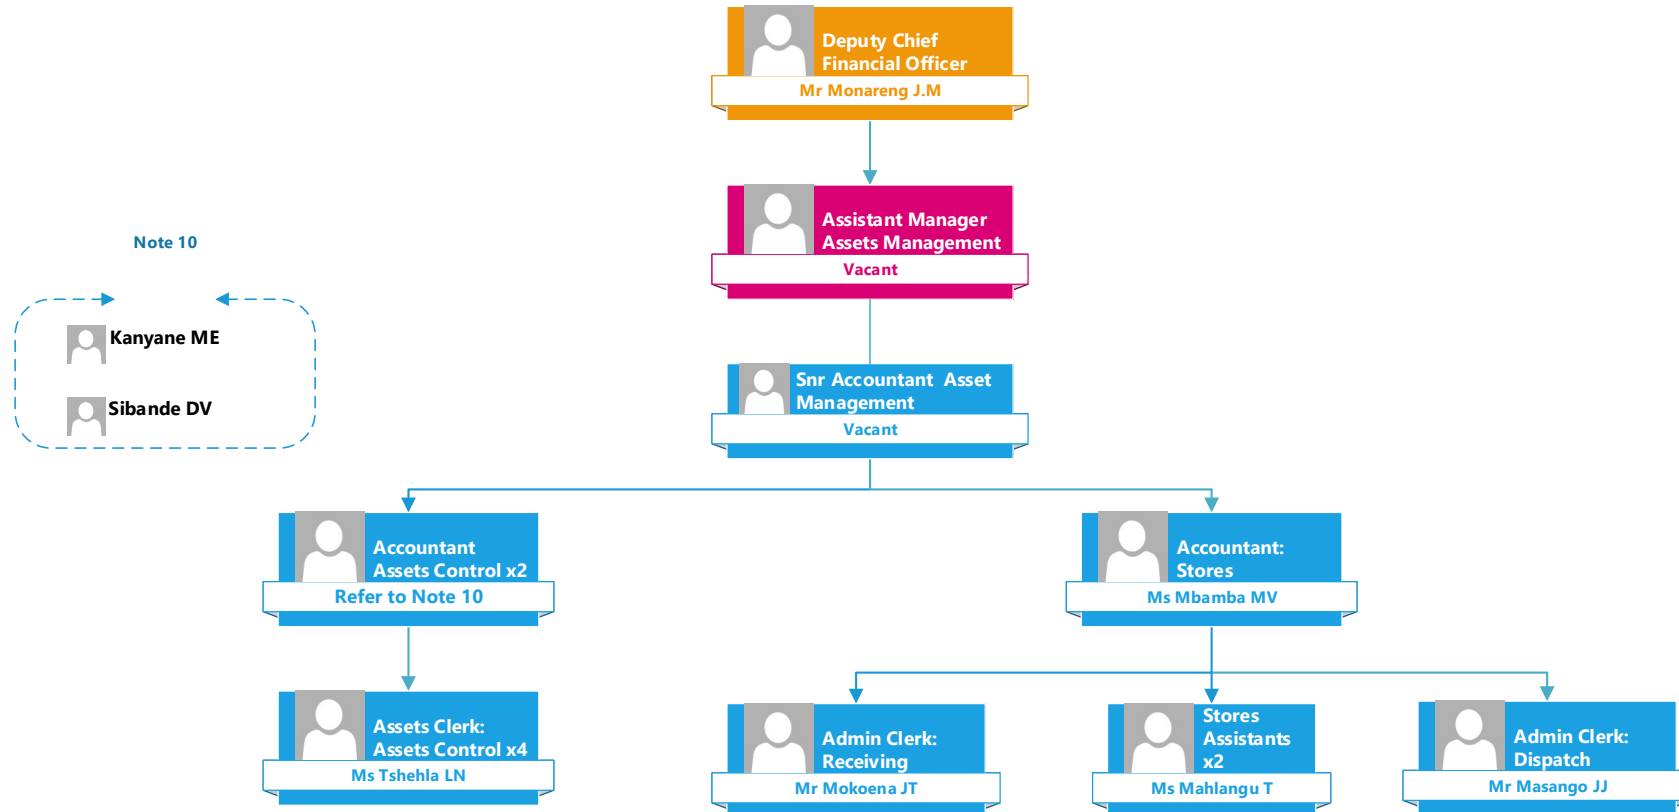 Deputy Chief
Financial Officer
Mr Monareng J.M
Assistant Manager
Assets Management
Vacant
Note 10
Kanyane ME
Sibande DV
Snr Accountant  Asset
Management
Vacant
Accountant
Assets Control x2
Refer to Note 10
Accountant:
Stores
Ms Mbamba MV
Assets Clerk:
Assets Control x4
Ms Tshehla LN
Admin Clerk:
Receiving
Mr Mokoena JT
Stores
Assistants
x2
Ms Mahlangu T
Admin Clerk:
Dispatch
Mr Masango JJ